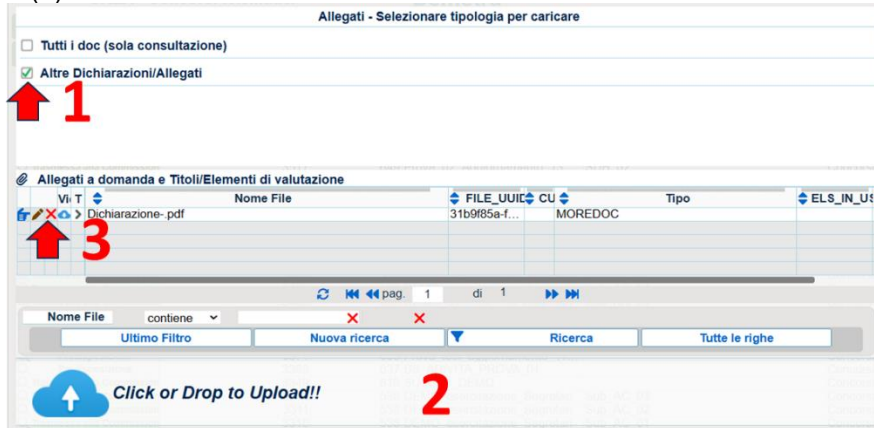 Allegati - Selezionare tipologia per caricare
Tutti i doc (sola consultazione)
Altre Dichiarazioni/Allegati
1
Allegati a domanda e Titoli/Elementi di valutazione
Vi T Nome File FILE_UUID CU Tipo ELS_IN_US
Dichiarazione-.pdf 31b9f85a-f... MOREDOC
3
pag. 1 di 1
Nome File contiene
Ultimo Filtro Nuova ricerca Ricerca Tutte le righe
Click or Drop to Upload!!
2